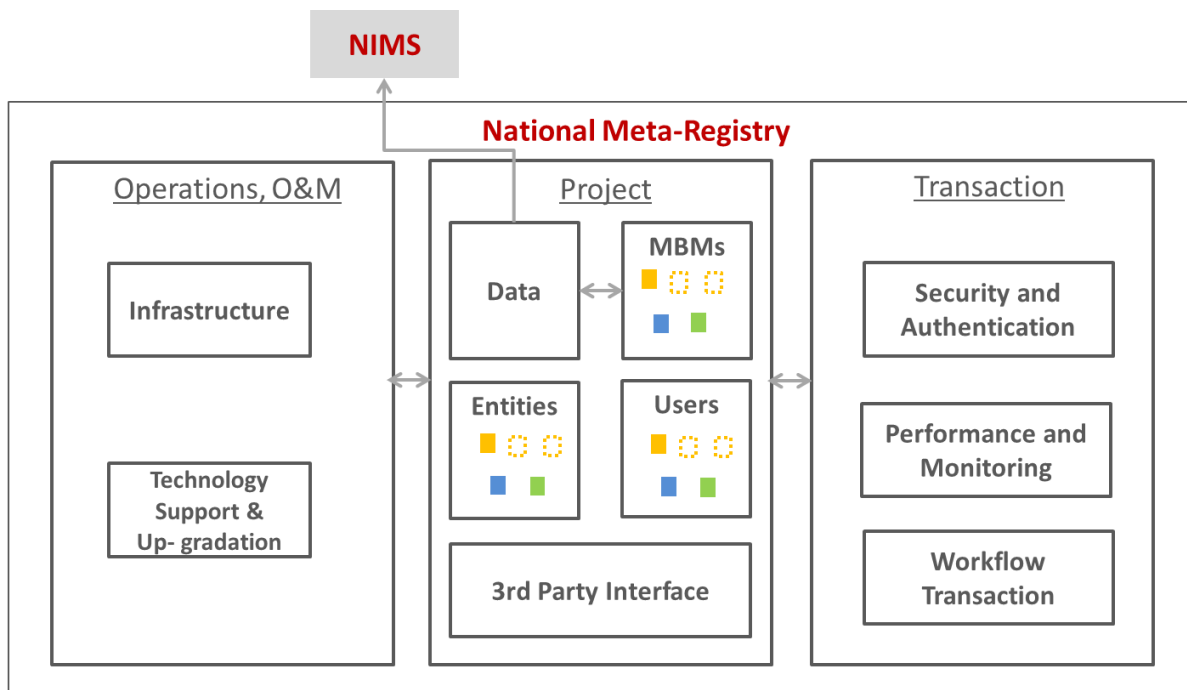 NIMS
National Meta-Registry
Operations, O&M
Infrastructure
Technology
Support &
Up- gradation
Project
Data
MBMs
Entities
Users
3rd Party Interface
Transaction
Security and
Authentication
Performance and
Monitoring
Workflow
Transaction